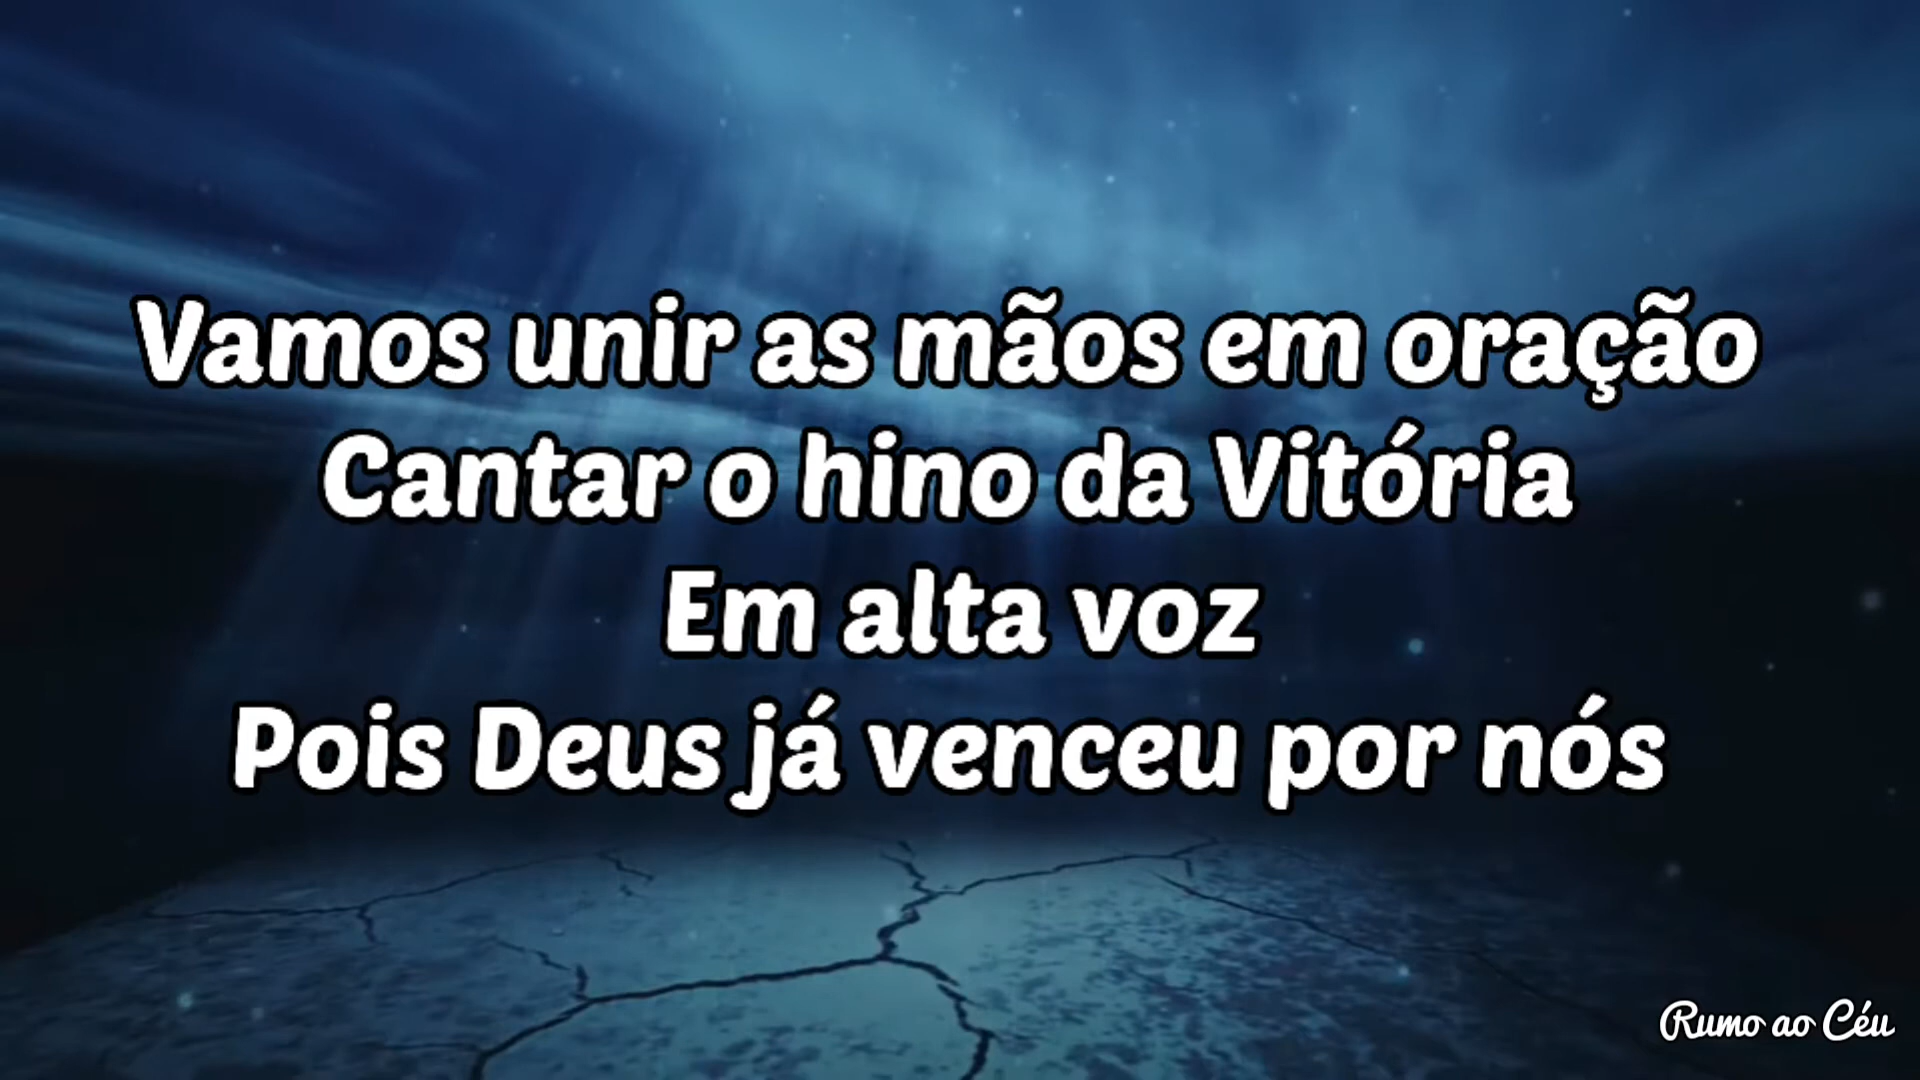 Vamos unir as mãos em oração
Cantar o hino da Vitória
Em alta voz
Pois Deus já venceu por nós
Rumo ao Céu